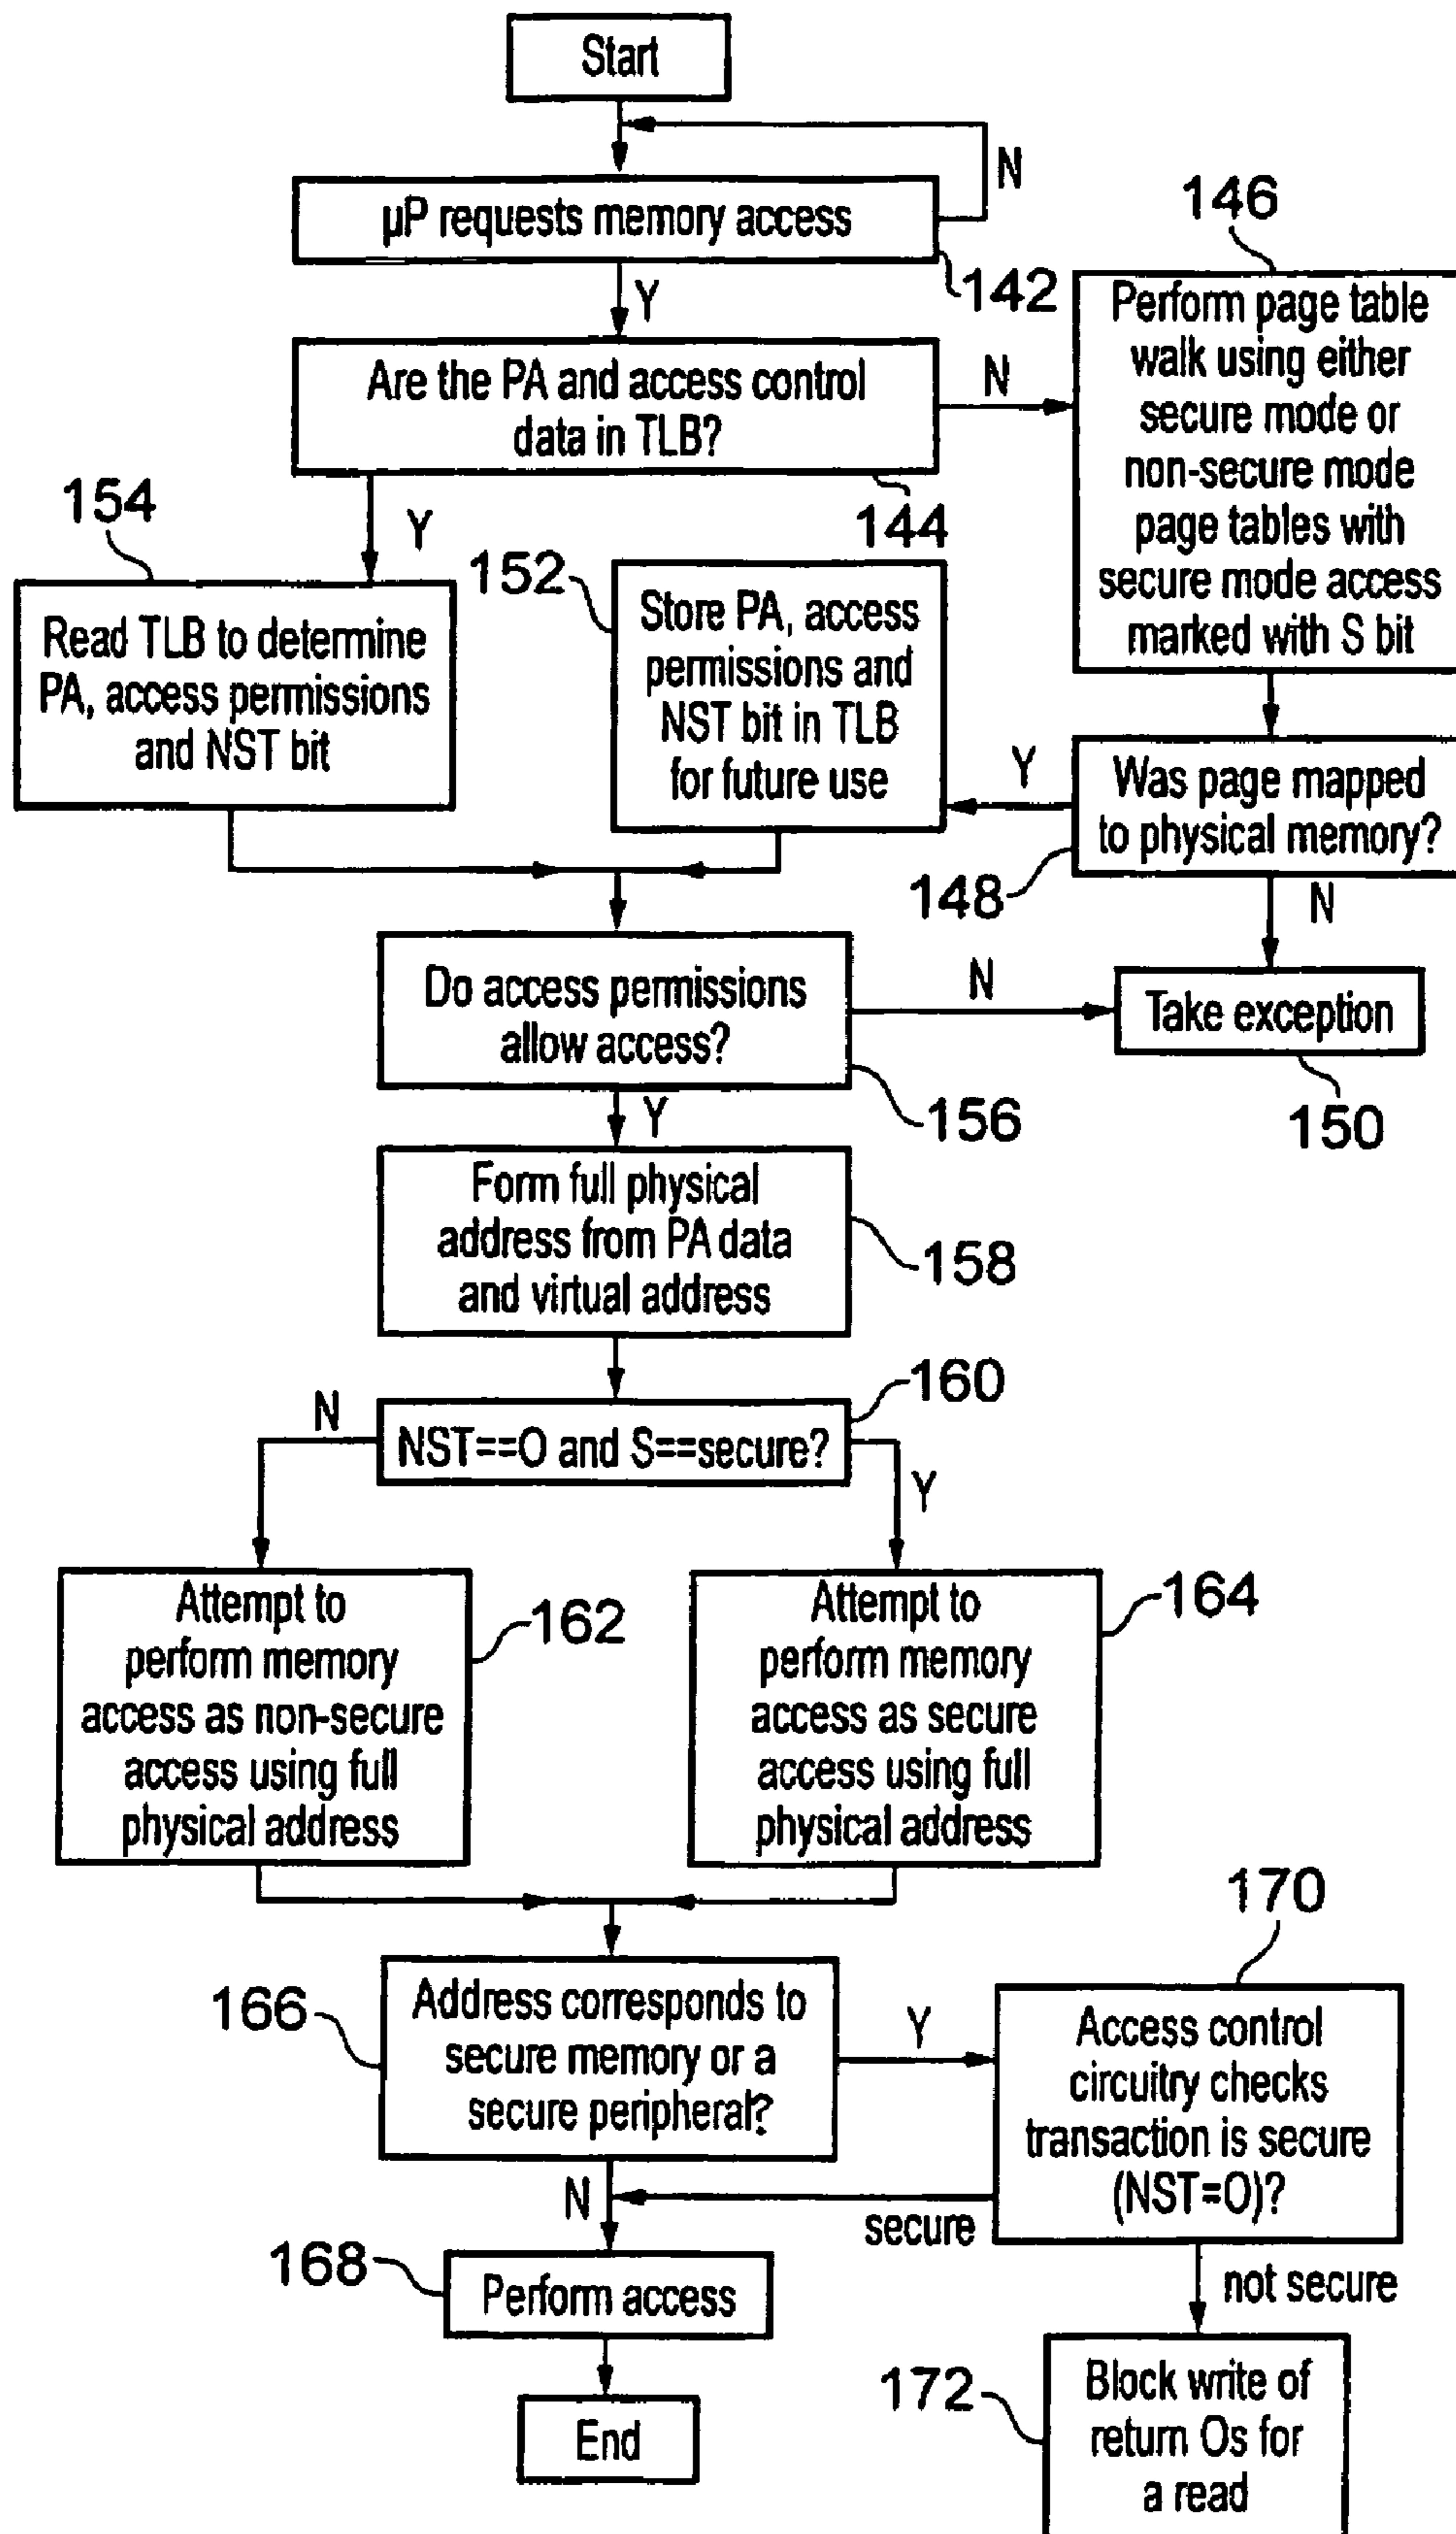 Start
N
µP requests memory access
142
Y
146
Perform page table
walk using either
secure mode or
non-secure mode
page tables with
secure mode access
marked with S bit
Are the PA and access control
data in TLB?
N
144
154
Y
152
Read TLB to determine
PA, access permissions
and NST bit
Store PA, access
permissions and
NST bit in TLB
for future use
Y
Was page mapped
to physical memory?
148
N
Do access permissions
allow access?
N
Take exception
156
150
Y
Form full physical
address from PA data
and virtual address
158
160
N
NST==O and S==secure?
Y
Attempt to
perform memory
access as non-secure
access using full
physical address
162
Attempt to
perform memory
access as secure
access using full
physical address
164
170
166
Address corresponds to
secure memory or a
secure peripheral?
Y
Access control
circuitry checks
transaction is secure
(NST=O)?
N
secure
168
Perform access
not secure
172
Block write of
return Os for
a read
End